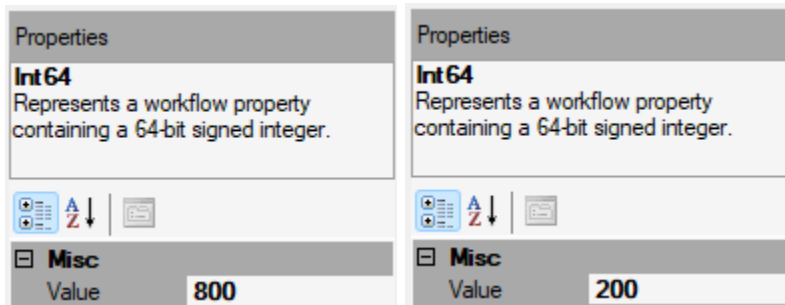 Properties
Int64
Represents a workflow property
containing a 64-bit signed integer.
A
Z
Misc
Value 800
Properties
Int64
Represents a workflow property
containing a 64-bit signed integer.
A
Z
Misc
Value 200